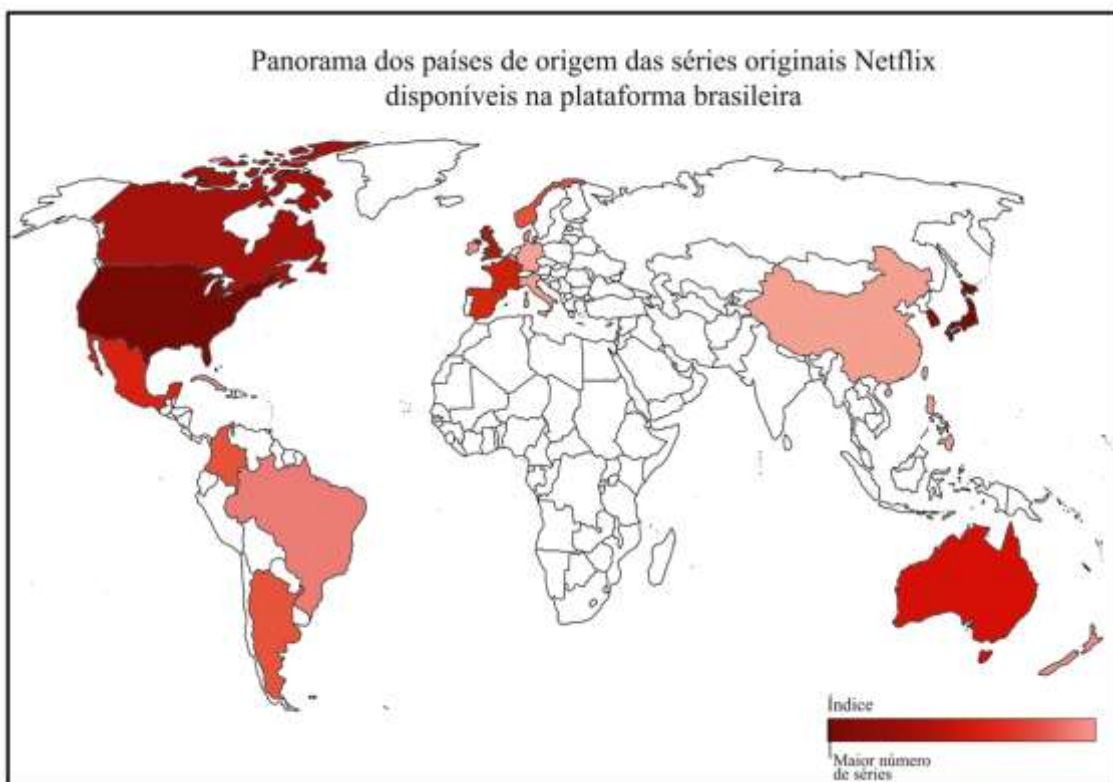 Panorama dos países de origem das séries originais Netflix
disponíveis na plataforma brasileira
Índice
Maior número
de séries